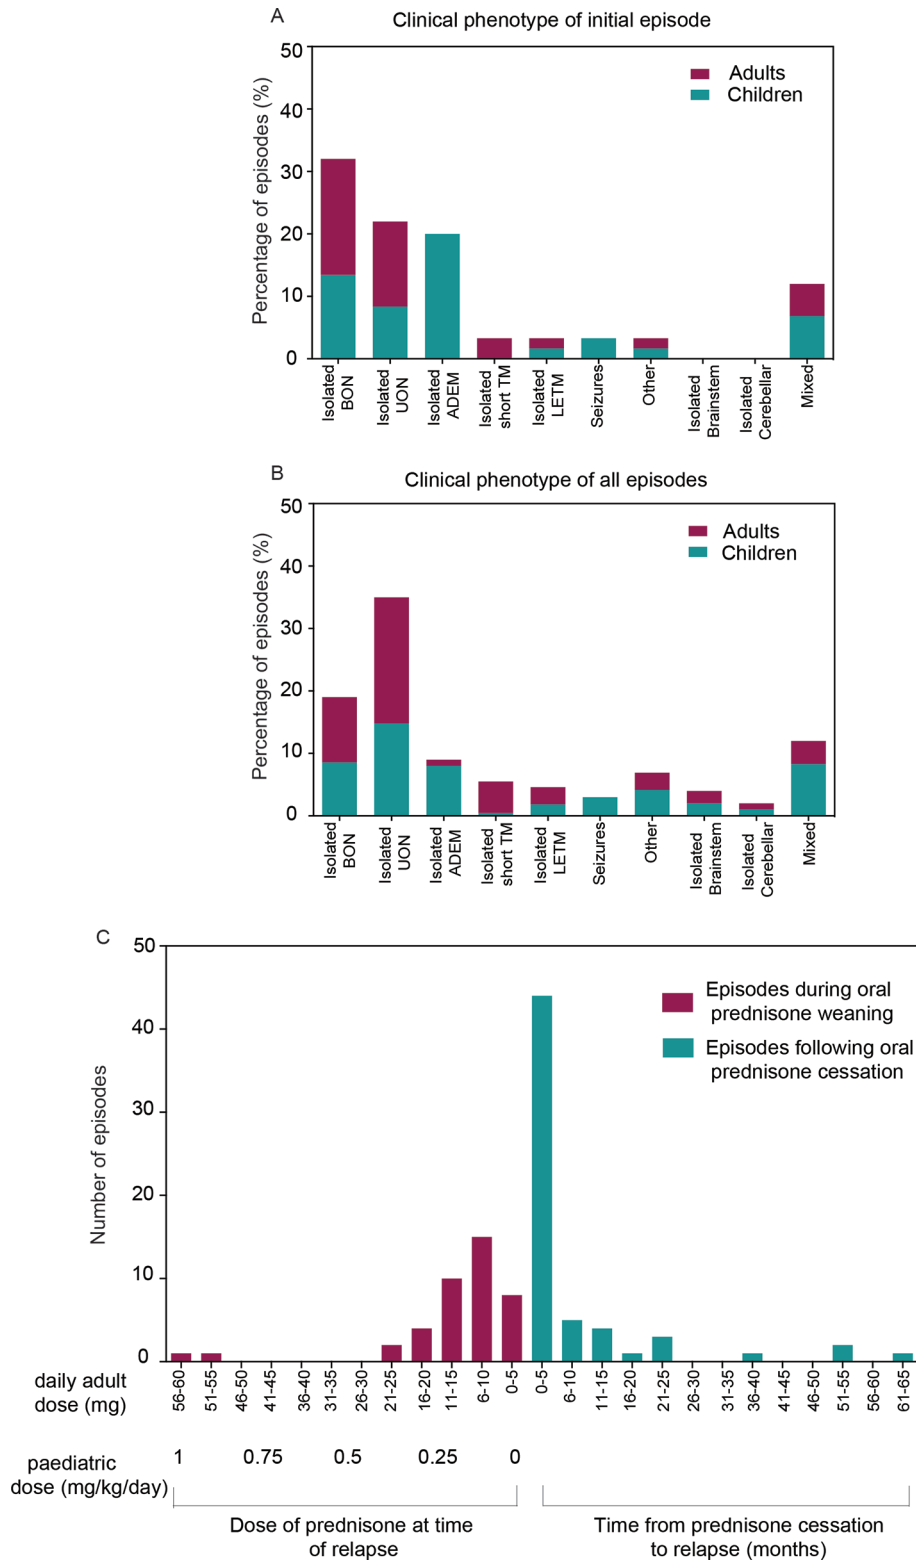 A
Clinical phenotype of initial episode
Percentage of episodes (%)
50
40
30
20
10
0
Adults
Children
Isolated
BON
Isolated
UON
Isolated
ADEM
Isolated
short TM
Isolated
LETM
Seizures
Other
Isolated
Brainstem
Isolated
Cerebellar
Mixed
B
Clinical phenotype of all episodes
Percentage of episodes (%)
50
40
30
20
10
0
Adults
Children
Isolated
BON
Isolated
UON
Isolated
ADEM
Isolated
short TM
Isolated
LETM
Seizures
Other
Isolated
Brainstem
Isolated
Cerebellar
Mixed
C
Number of episodes
50
40
30
20
10
0
Episodes during oral
prednisone weaning
Episodes following oral
prednisone cessation
daily adult
dose (mg)
56-60
51-55
46-50
41-45
36-40
31-35
26-30
21-25
16-20
11-15
6-10
0-5
0-5
6-10
11-15
16-20
21-25
26-30
31-35
36-40
41-45
46-50
51-55
56-60
61-65
paediatric
dose (mg/kg/day)
1 0.75 0.5 0.25 0
Dose of prednisone at time
of relapse
Time from prednisone cessation
to relapse (months)